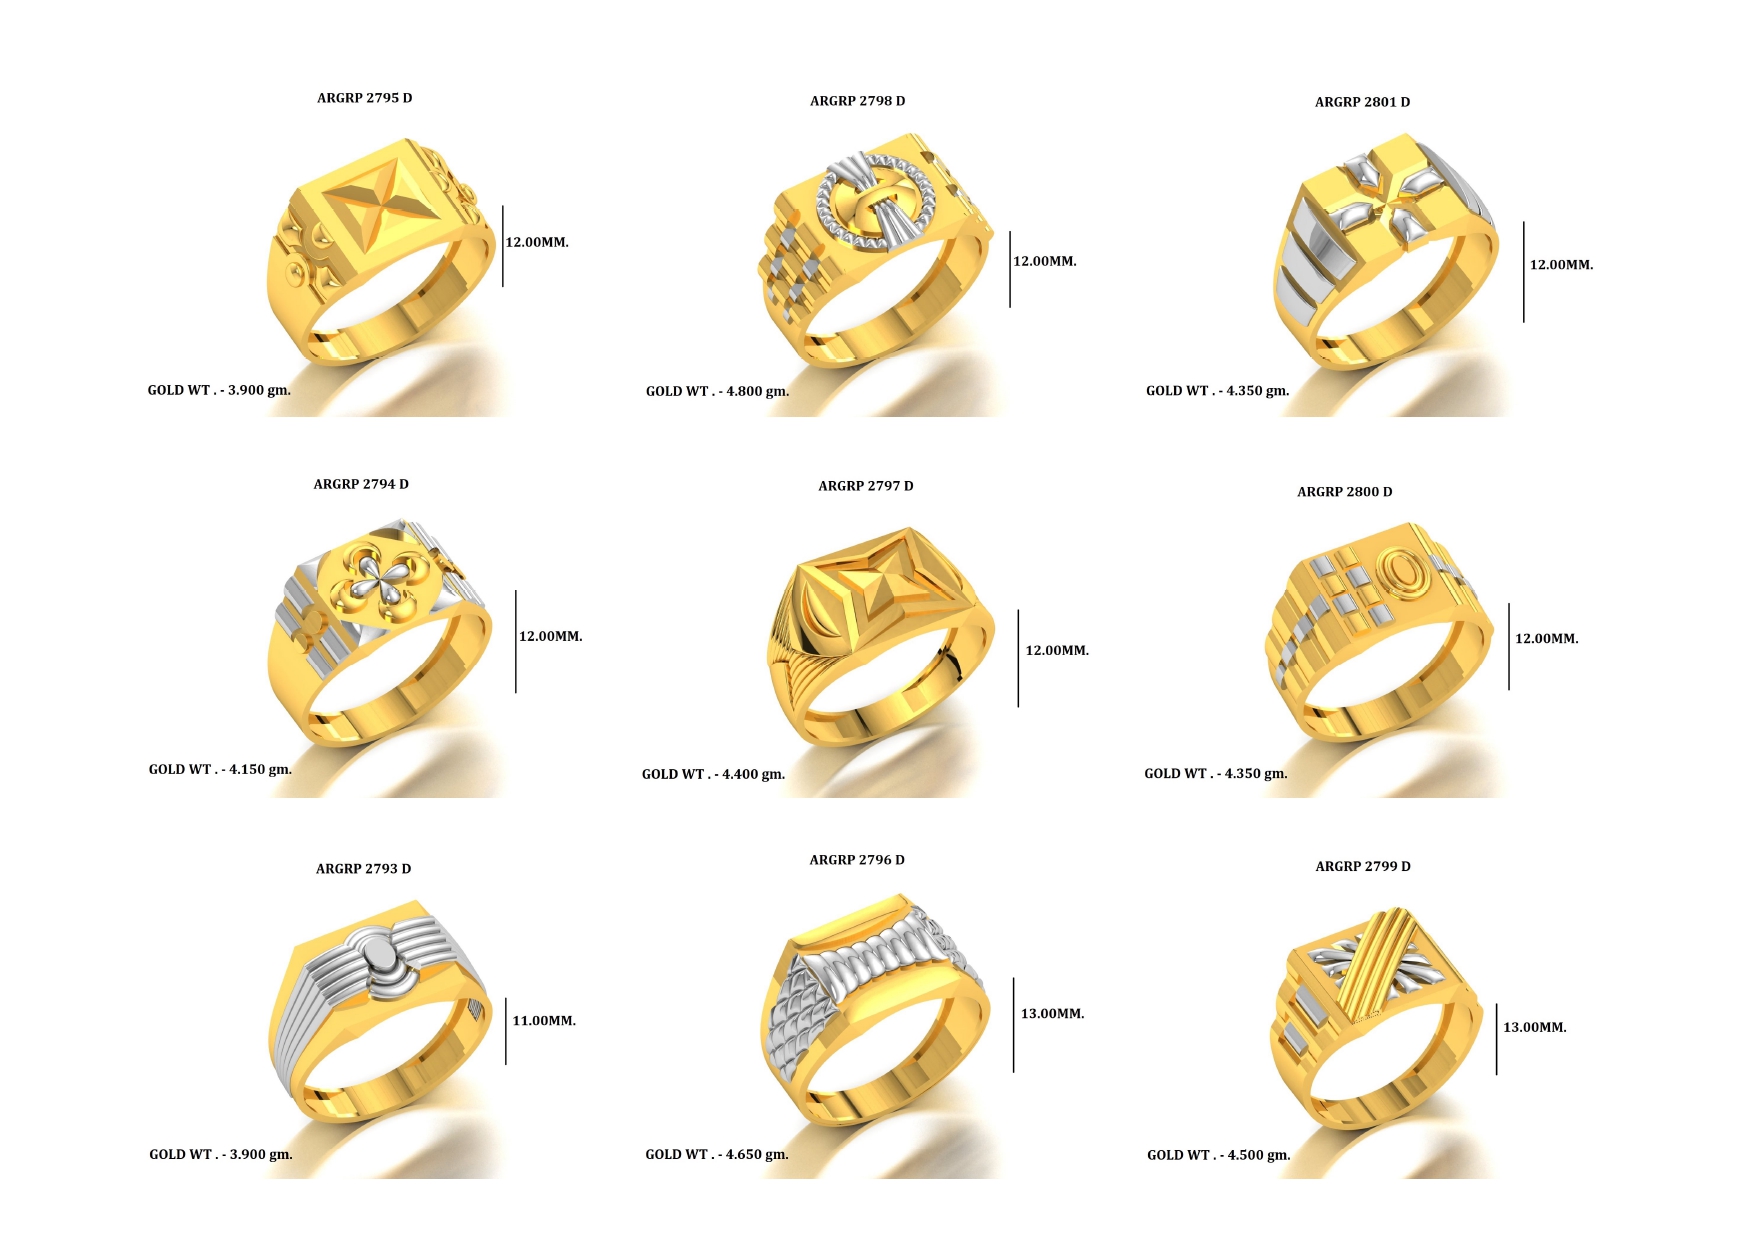 ARGRP 2795 D
12.00MM.
GOLD WT . - 3.900 gm.
ARGRP 2798 D
12.00MM.
GOLD WT . - 4.800 gm.
ARGRP 2801 D
12.00MM.
GOLD WT . - 4.350 gm.
ARGRP 2794 D
12.00MM.
GOLD WT . - 4.150 gm.
ARGRP 2797 D
12.00MM.
GOLD WT . - 4.400 gm.
ARGRP 2800 D
12.00MM.
GOLD WT . - 4.350 gm.
ARGRP 2793 D
11.00MM.
GOLD WT . - 3.900 gm.
ARGRP 2796 D
13.00MM.
GOLD WT . - 4.650 gm.
ARGRP 2799 D
13.00MM.
GOLD WT . - 4.500 gm.